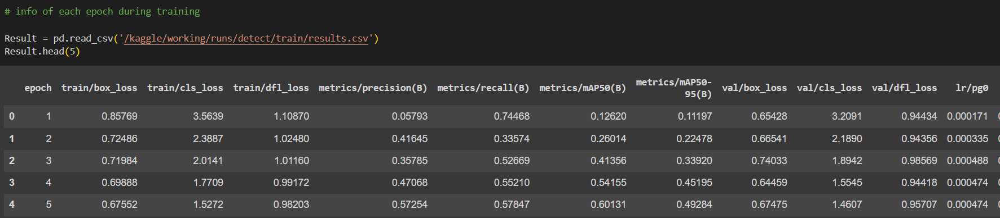 # info of each epoch during training
Result = pd.read_csv('/kaggle/working/runs/detect/train/results.csv')
Result.head(5)
epoch train/box_loss train/cls_loss train/dfl_loss metrics/precision(B) metrics/recall(B) metrics/mAP50(B) metrics/mAP50-95(B) val/box_loss val/cls_loss val/dfl_loss lr/pg0
0 1 0.85769 3.5639 1.10870 0.05793 0.74468 0.12620 0.11197 0.65428 3.2091 0.94434 0.000171
1 2 0.72486 2.3887 1.02480 0.41645 0.33574 0.26014 0.22478 0.66541 2.1890 0.94356 0.000335
2 3 0.71984 2.0141 1.01160 0.35785 0.52669 0.41356 0.33920 0.74033 1.8942 0.98569 0.000488
3 4 0.69888 1.7709 0.99172 0.47068 0.55210 0.54155 0.45195 0.64459 1.5545 0.94418 0.000474
4 5 0.67552 1.5272 0.98203 0.57254 0.57847 0.60131 0.49284 0.67475 1.4607 0.95707 0.000474